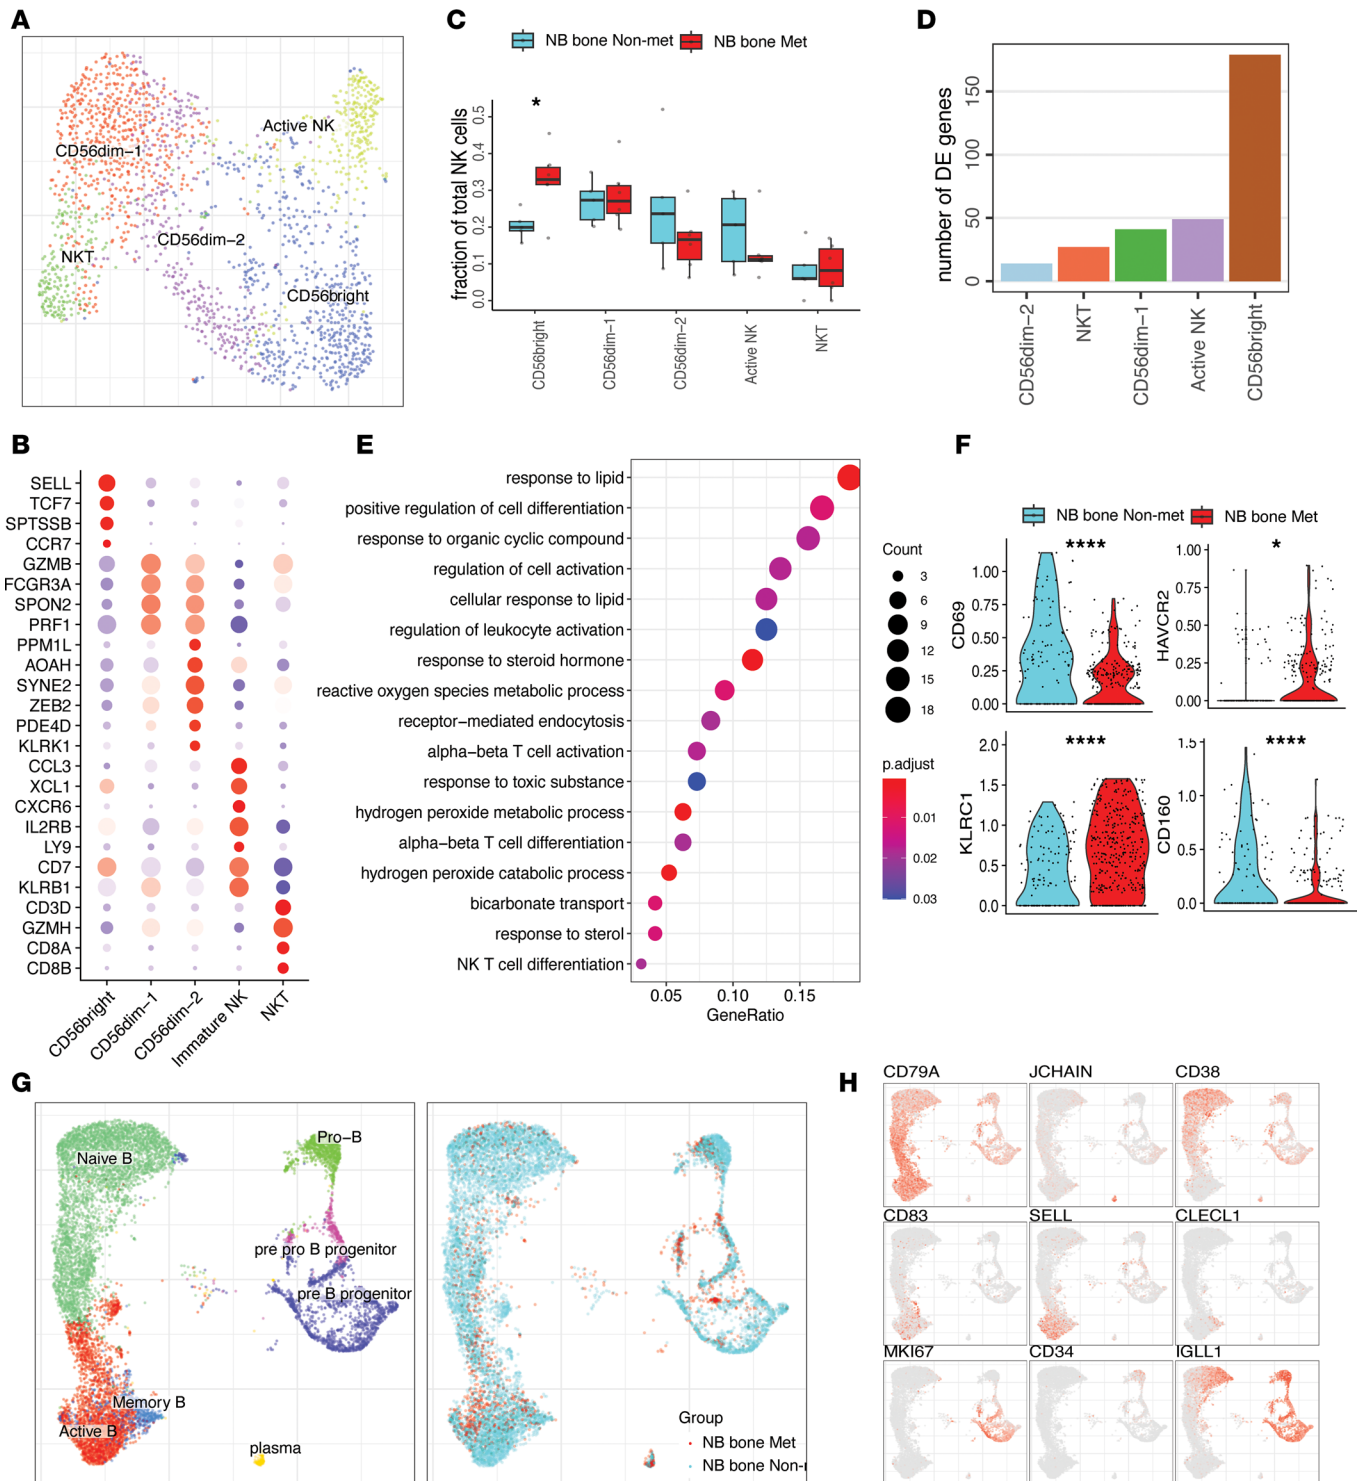 A
CD56dim−1
Active NK
CD56dim−2
NKT
CD56bright
C
NB bone Non−met
NB bone Met
fraction of total NK cells
0.5
0.4
0.3
0.2
0.1
0.0
*
CD56bright
CD56dim−1
CD56dim−2
Active NK
NKT
D
number of DE genes
150
100
50
0
CD56dim−2
NKT
CD56dim−1
Active NK
CD56bright
B
SELL
TCF7
SPTSSB
CCR7
GZMB
FCGR3A
SPON2
PRF1
PPM1L
AOAH
SYNE2
ZEB2
PDE4D
KLRK1
CCL3
XCL1
CXCR6
IL2RB
LY9
CD7
KLRB1
CD3D
GZMH
CD8A
CD8B
CD56bright
CD56dim−1
CD56dim−2
Immature NK
NKT
E
response to lipid
positive regulation of cell differentiation
response to organic cyclic compound
regulation of cell activation
cellular response to lipid
regulation of leukocyte activation
response to steroid hormone
reactive oxygen species metabolic process
receptor−mediated endocytosis
alpha−beta T cell activation
response to toxic substance
hydrogen peroxide metabolic process
alpha−beta T cell differentiation
hydrogen peroxide catabolic process
bicarbonate transport
response to sterol
NK T cell differentiation
0.05
0.10
0.15
GeneRatio
Count
3
6
9
12
15
18
p.adjust
0.01
0.02
0.03
F
NB bone Non−met
NB bone Met
CD69
1.00
0.75
0.50
0.25
0.00
****
HAVCR2
1.00
0.75
0.50
0.25
0.00
*
KLRC1
2.0
1.5
1.0
0.5
0.0
****
CD160
1.5
1.0
0.5
0.0
****
G
Naive B
Pro−B
pre pro B progenitor
pre B progenitor
Memory B
Active B
plasma
Group
NB bone Met
NB bone Non−
H
CD79A
JCHAIN
CD38
CD83
SELL
CLECL1
MKI67
CD34
IGLL1